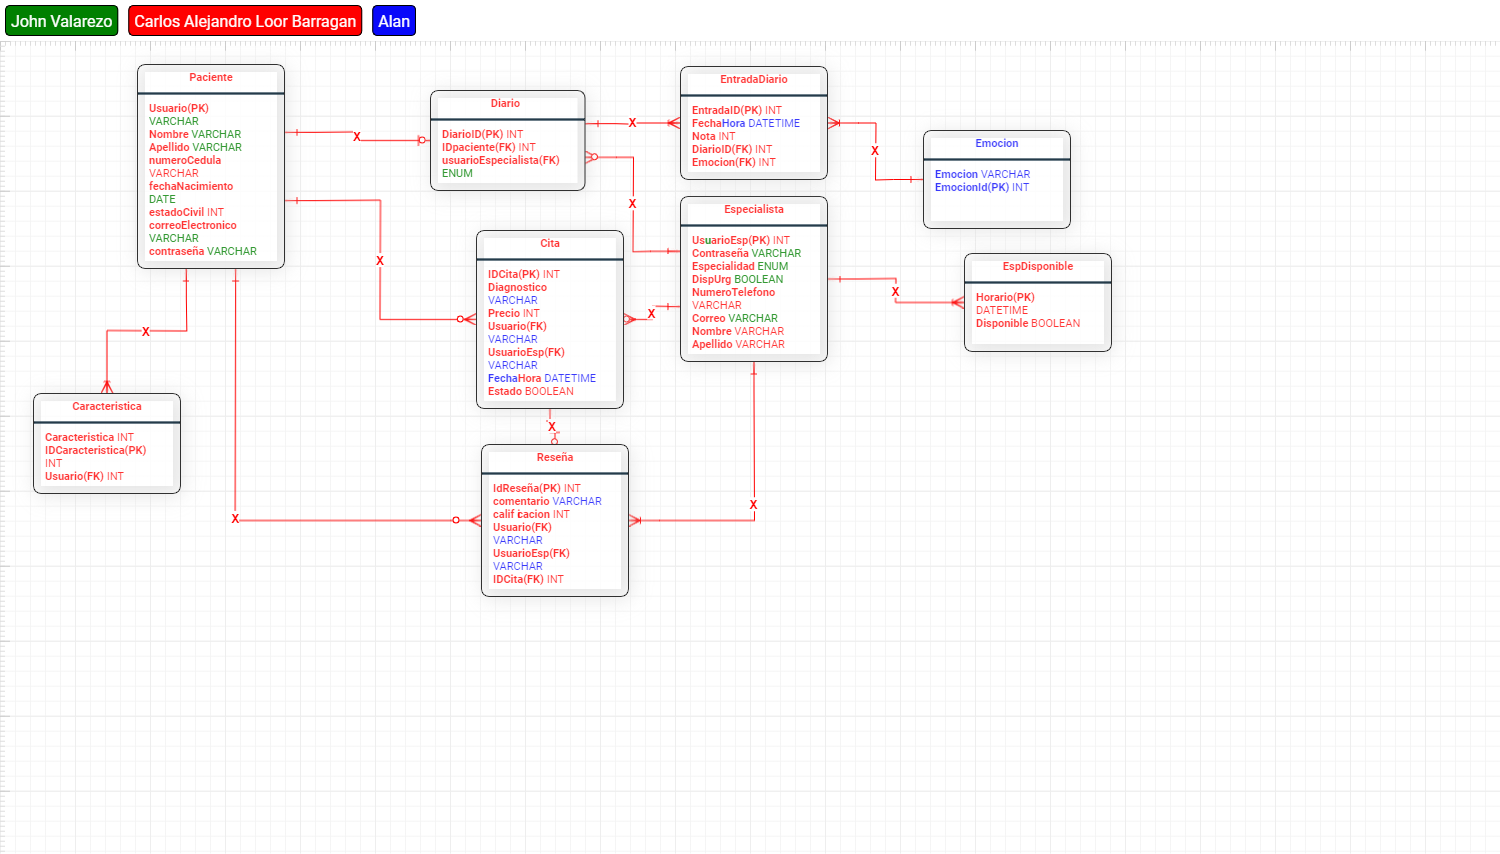 John Valarezo
Carlos Alejandro Loor Barragan
Alan
Paciente
Usuario(PK)
VARCHAR
Nombre VARCHAR
Apellido VARCHAR
numeroCedula
VARCHAR
fechaNacimiento
DATE
estadoCivil INT
correoElectronico
VARCHAR
contraseña VARCHAR
Diario
DiarioID(PK) INT
IDpaciente(FK) INT
usuarioEspecialista(FK)
ENUM
EntradaDiario
EntradaID(PK) INT
FechaHora DATETIME
Nota INT
DiarioID(FK) INT
Emocion(FK) INT
Emocion
Emocion VARCHAR
EmocionId(PK) INT
Especialista
UsuarioEsp(PK) INT
Contraseña VARCHAR
Especialidad ENUM
DispUrg BOOLEAN
NumeroTelefono
VARCHAR
Correo VARCHAR
Nombre VARCHAR
Apellido VARCHAR
EspDisponible
Horario(PK)
DATETIME
Disponible BOOLEAN
Cita
IDCita(PK) INT
Diagnostico
VARCHAR
Precio INT
Usuario(FK)
VARCHAR
UsuarioEsp(FK)
VARCHAR
FechaHora DATETIME
Estado BOOLEAN
Caracteristica
Caracteristica INT
IDCaracteristica(PK)
INT
Usuario(FK) INT
Reseña
IdReseña(PK) INT
comentario VARCHAR
calificacion INT
Usuario(FK)
VARCHAR
UsuarioEsp(FK)
VARCHAR
IDCita(FK) INT
X
X
X
X
X
X
X
X
X
X
X